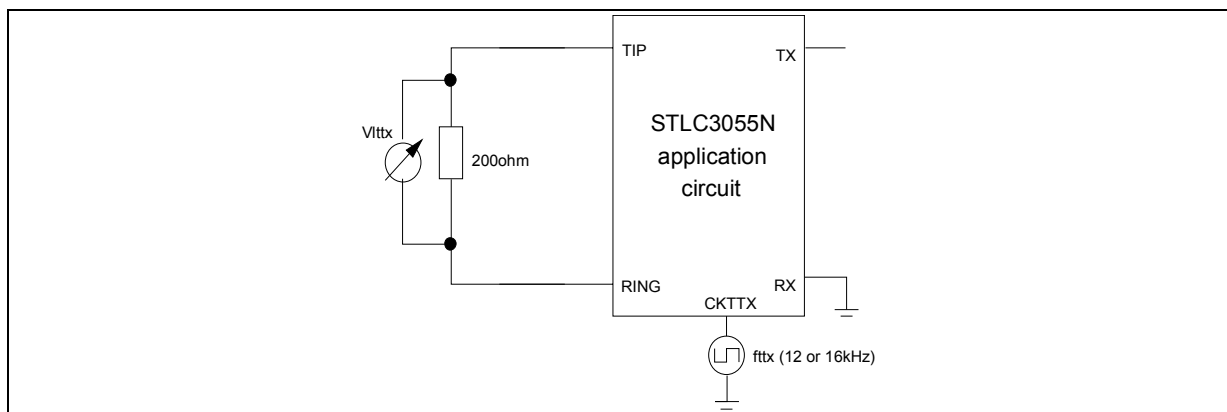 TIP
TX
Vlttx
200ohm
STLC3055N
application
circuit
RING
RX
CKTTX
fttx (12 or 16kHz)